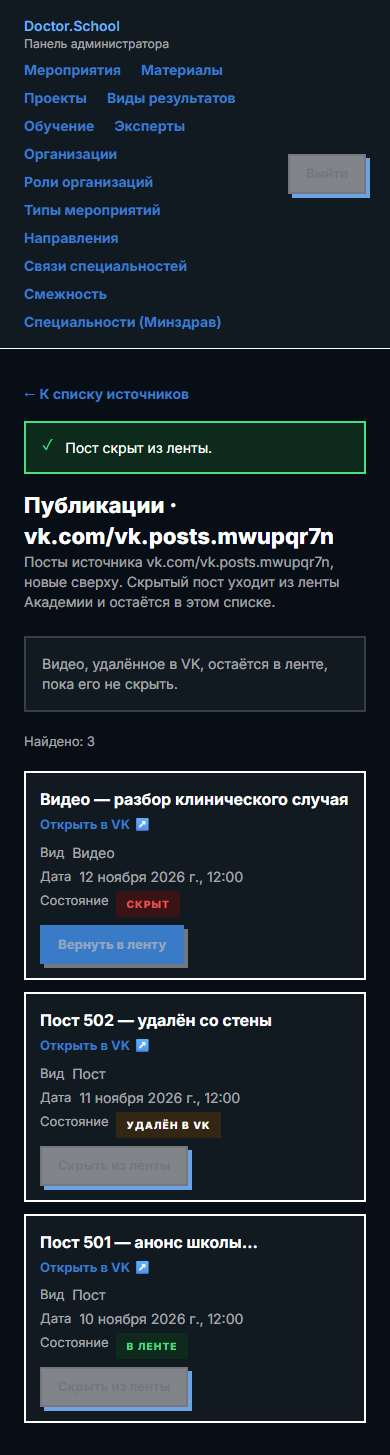 Doctor.School
Панель администратора
Мероприятия Материалы
Проекты Виды результатов
Обучение Эксперты
Организации
Роли организаций
Типы мероприятий
Направления
Связи специальностей
Смежность
Специальности (Минздрав)
Выйти
← К списку источников
✓ Пост скрыт из ленты.
Публикации ·
vk.com/vk.posts.mwupqr7n
Посты источника vk.com/vk.posts.mwupqr7n,
новые сверху. Скрытый пост уходит из ленты
Академии и остаётся в этом списке.
Видео, удалённое в VK, остаётся в ленте,
пока его не скрыть.
Найдено: 3
Видео — разбор клинического случая
Открыть в VK ↗
Вид Видео
Дата 12 ноября 2026 г., 12:00
Состояние СКРЫТ
Вернуть в ленту
Пост 502 — удалён со стены
Открыть в VK ↗
Вид Пост
Дата 11 ноября 2026 г., 12:00
Состояние УДАЛЁН В VK
Скрыть из ленты
Пост 501 — анонс школы…
Открыть в VK ↗
Вид Пост
Дата 10 ноября 2026 г., 12:00
Состояние В ЛЕНТЕ
Скрыть из ленты